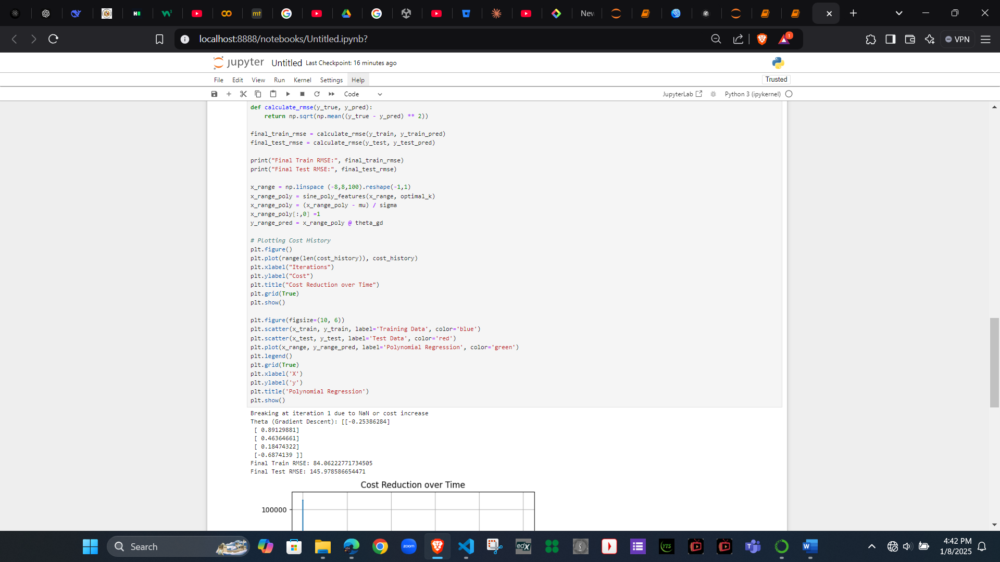 New
localhost:8888/notebooks/Untitled.ipynb?
1
VPN
jupyter Untitled Last Checkpoint: 16 minutes ago
File Edit View Run Kernel Settings Help
Trusted
Code
JupyterLab
Python 3 (ipykernel)
def calculate_rmse(y_true, y_pred):
    return np.sqrt(np.mean((y_true - y_pred) ** 2))
final_train_rmse = calculate_rmse(y_train, y_train_pred)
final_test_rmse = calculate_rmse(y_test, y_test_pred)
print("Final Train RMSE:", final_train_rmse)
print("Final Test RMSE:", final_test_rmse)
x_range = np.linspace (-8,8,100).reshape(-1,1)
x_range_poly = sine_poly_features(x_range, optimal_k)
x_range_poly = (x_range_poly - mu) / sigma
x_range_poly[:,0] =1
y_range_pred = x_range_poly @ theta_gd
# Plotting Cost History
plt.figure()
plt.plot(range(len(cost_history)), cost_history)
plt.xlabel("Iterations")
plt.ylabel("Cost")
plt.title("Cost Reduction over Time")
plt.grid(True)
plt.show()
plt.figure(figsize=(10, 6))
plt.scatter(x_train, y_train, label='Training Data', color='blue')
plt.scatter(x_test, y_test, label='Test Data', color='red')
plt.plot(x_range, y_range_pred, label='Polynomial Regression', color='green')
plt.legend()
plt.grid(True)
plt.xlabel('X')
plt.ylabel('y')
plt.title('Polynomial Regression')
plt.show()
Breaking at iteration 1 due to NaN or cost increase
Theta (Gradient Descent): [[-0.25386284]
 [ 0.89129881]
 [ 0.46364661]
 [ 0.18474322]
 [-0.6874139 ]]
Final Train RMSE: 84.06222771734505
Final Test RMSE: 145.978586654471
Cost Reduction over Time
100000
Search
zoom
edX
YTS
4:42 PM
1/8/2025